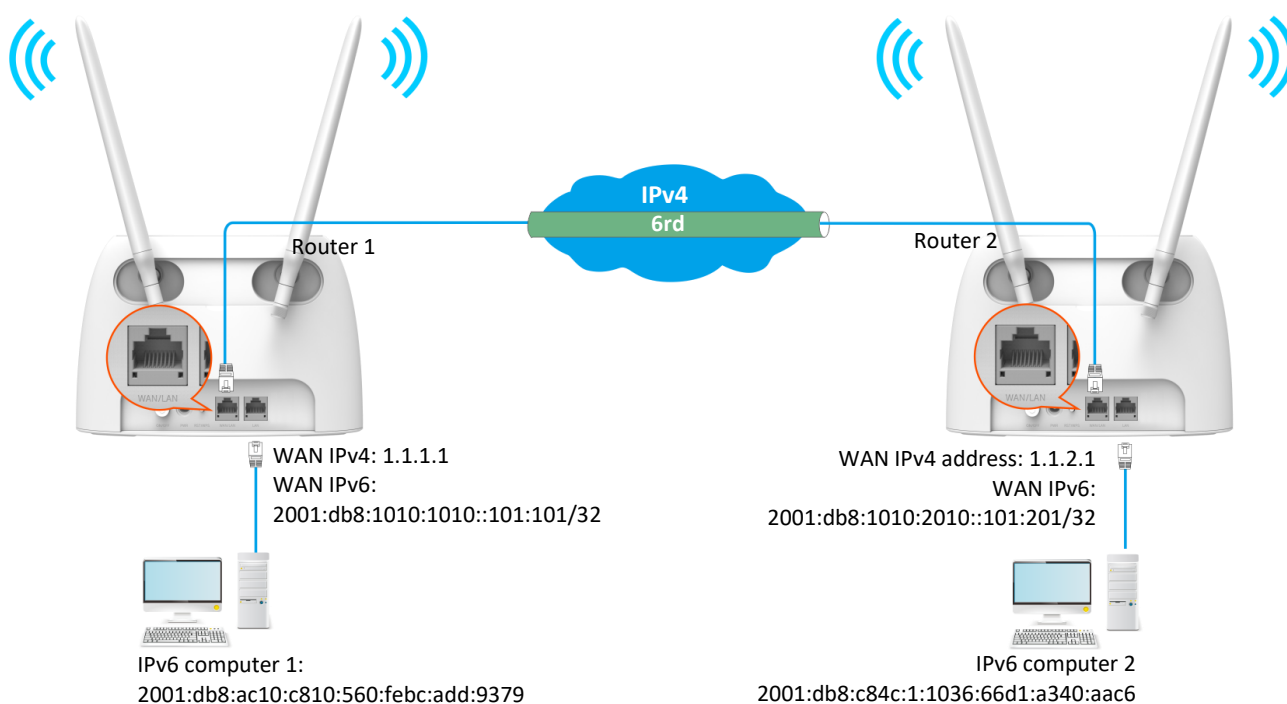 IPv4
6rd
Router 1
Router 2
WAN/LAN
WAN/LAN
WAN IPv4: 1.1.1.1
WAN IPv6:
2001:db8:1010:1010::101:101/32
WAN IPv4 address: 1.1.2.1
WAN IPv6:
2001:db8:1010:2010::101:201/32
IPv6 computer 1:
2001:db8:ac10:c810:560:febc:add:9379
IPv6 computer 2
2001:db8:c84c:1:1036:66d1:a340:aac6